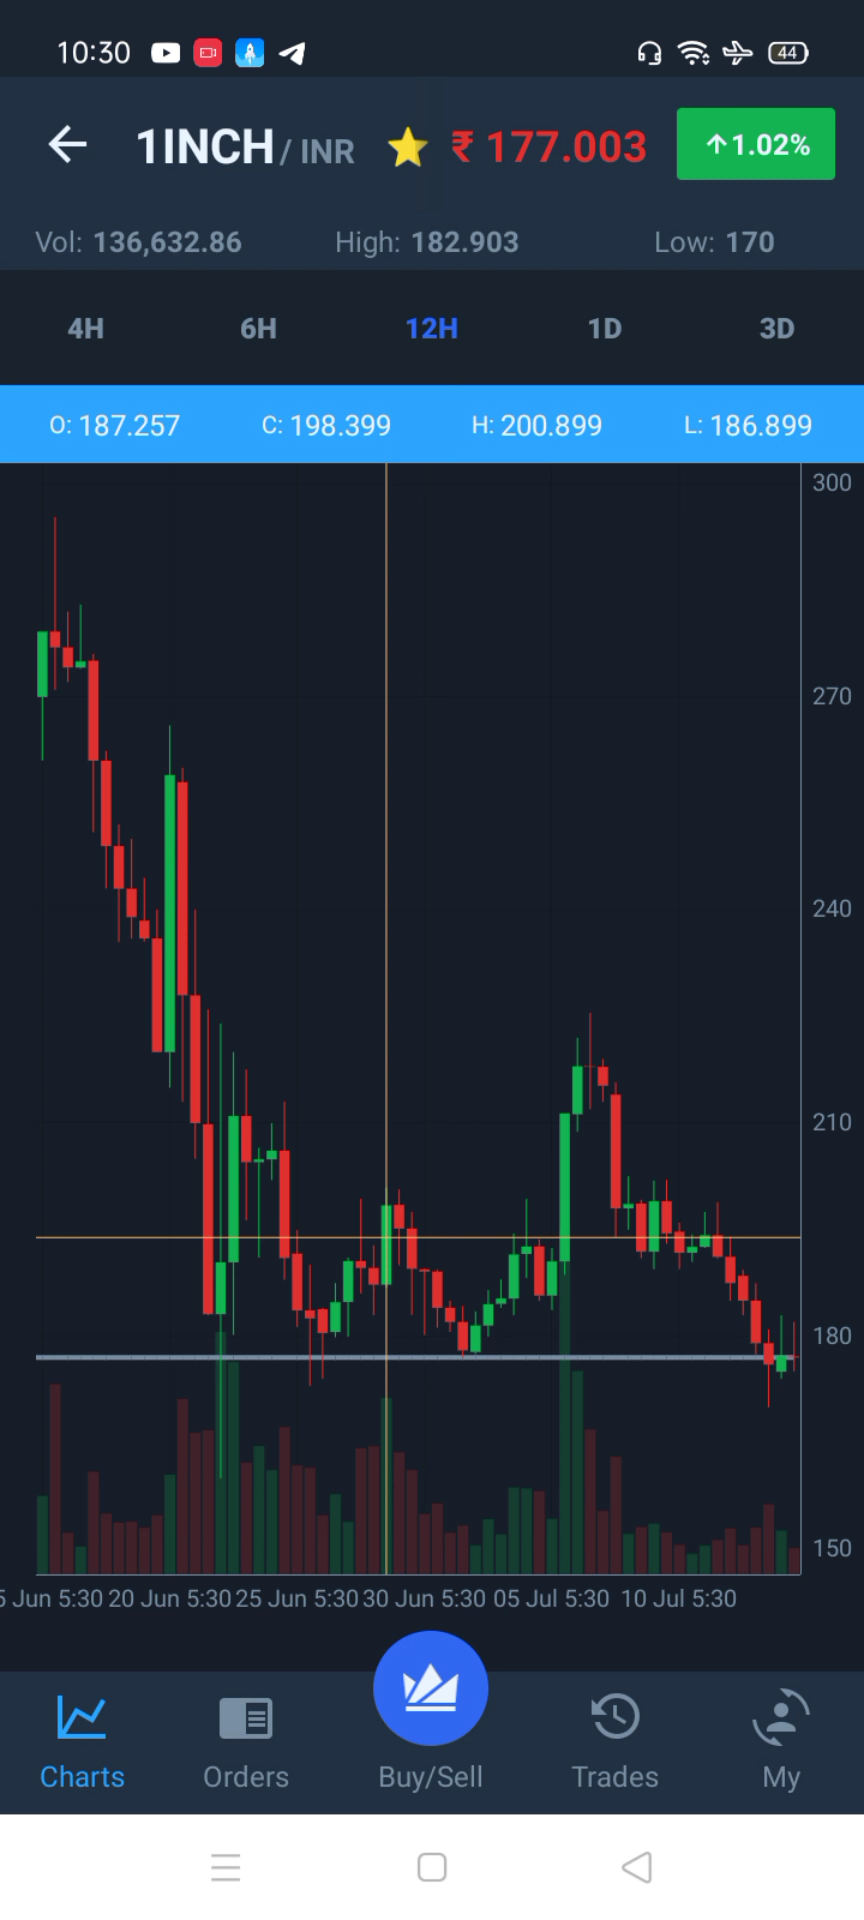 10:30 44
1INCH / INR ₹ 177.003 ↑1.02%
Vol: 136,632.86 High: 182.903 Low: 170
4H 6H 12H 1D 3D
O: 187.257 C: 198.399 H: 200.899 L: 186.899
300
270
240
210
180
150
5 Jun 5:30 20 Jun 5:30 25 Jun 5:30 30 Jun 5:30 05 Jul 5:30 10 Jul 5:30
Charts Orders Buy/Sell Trades My